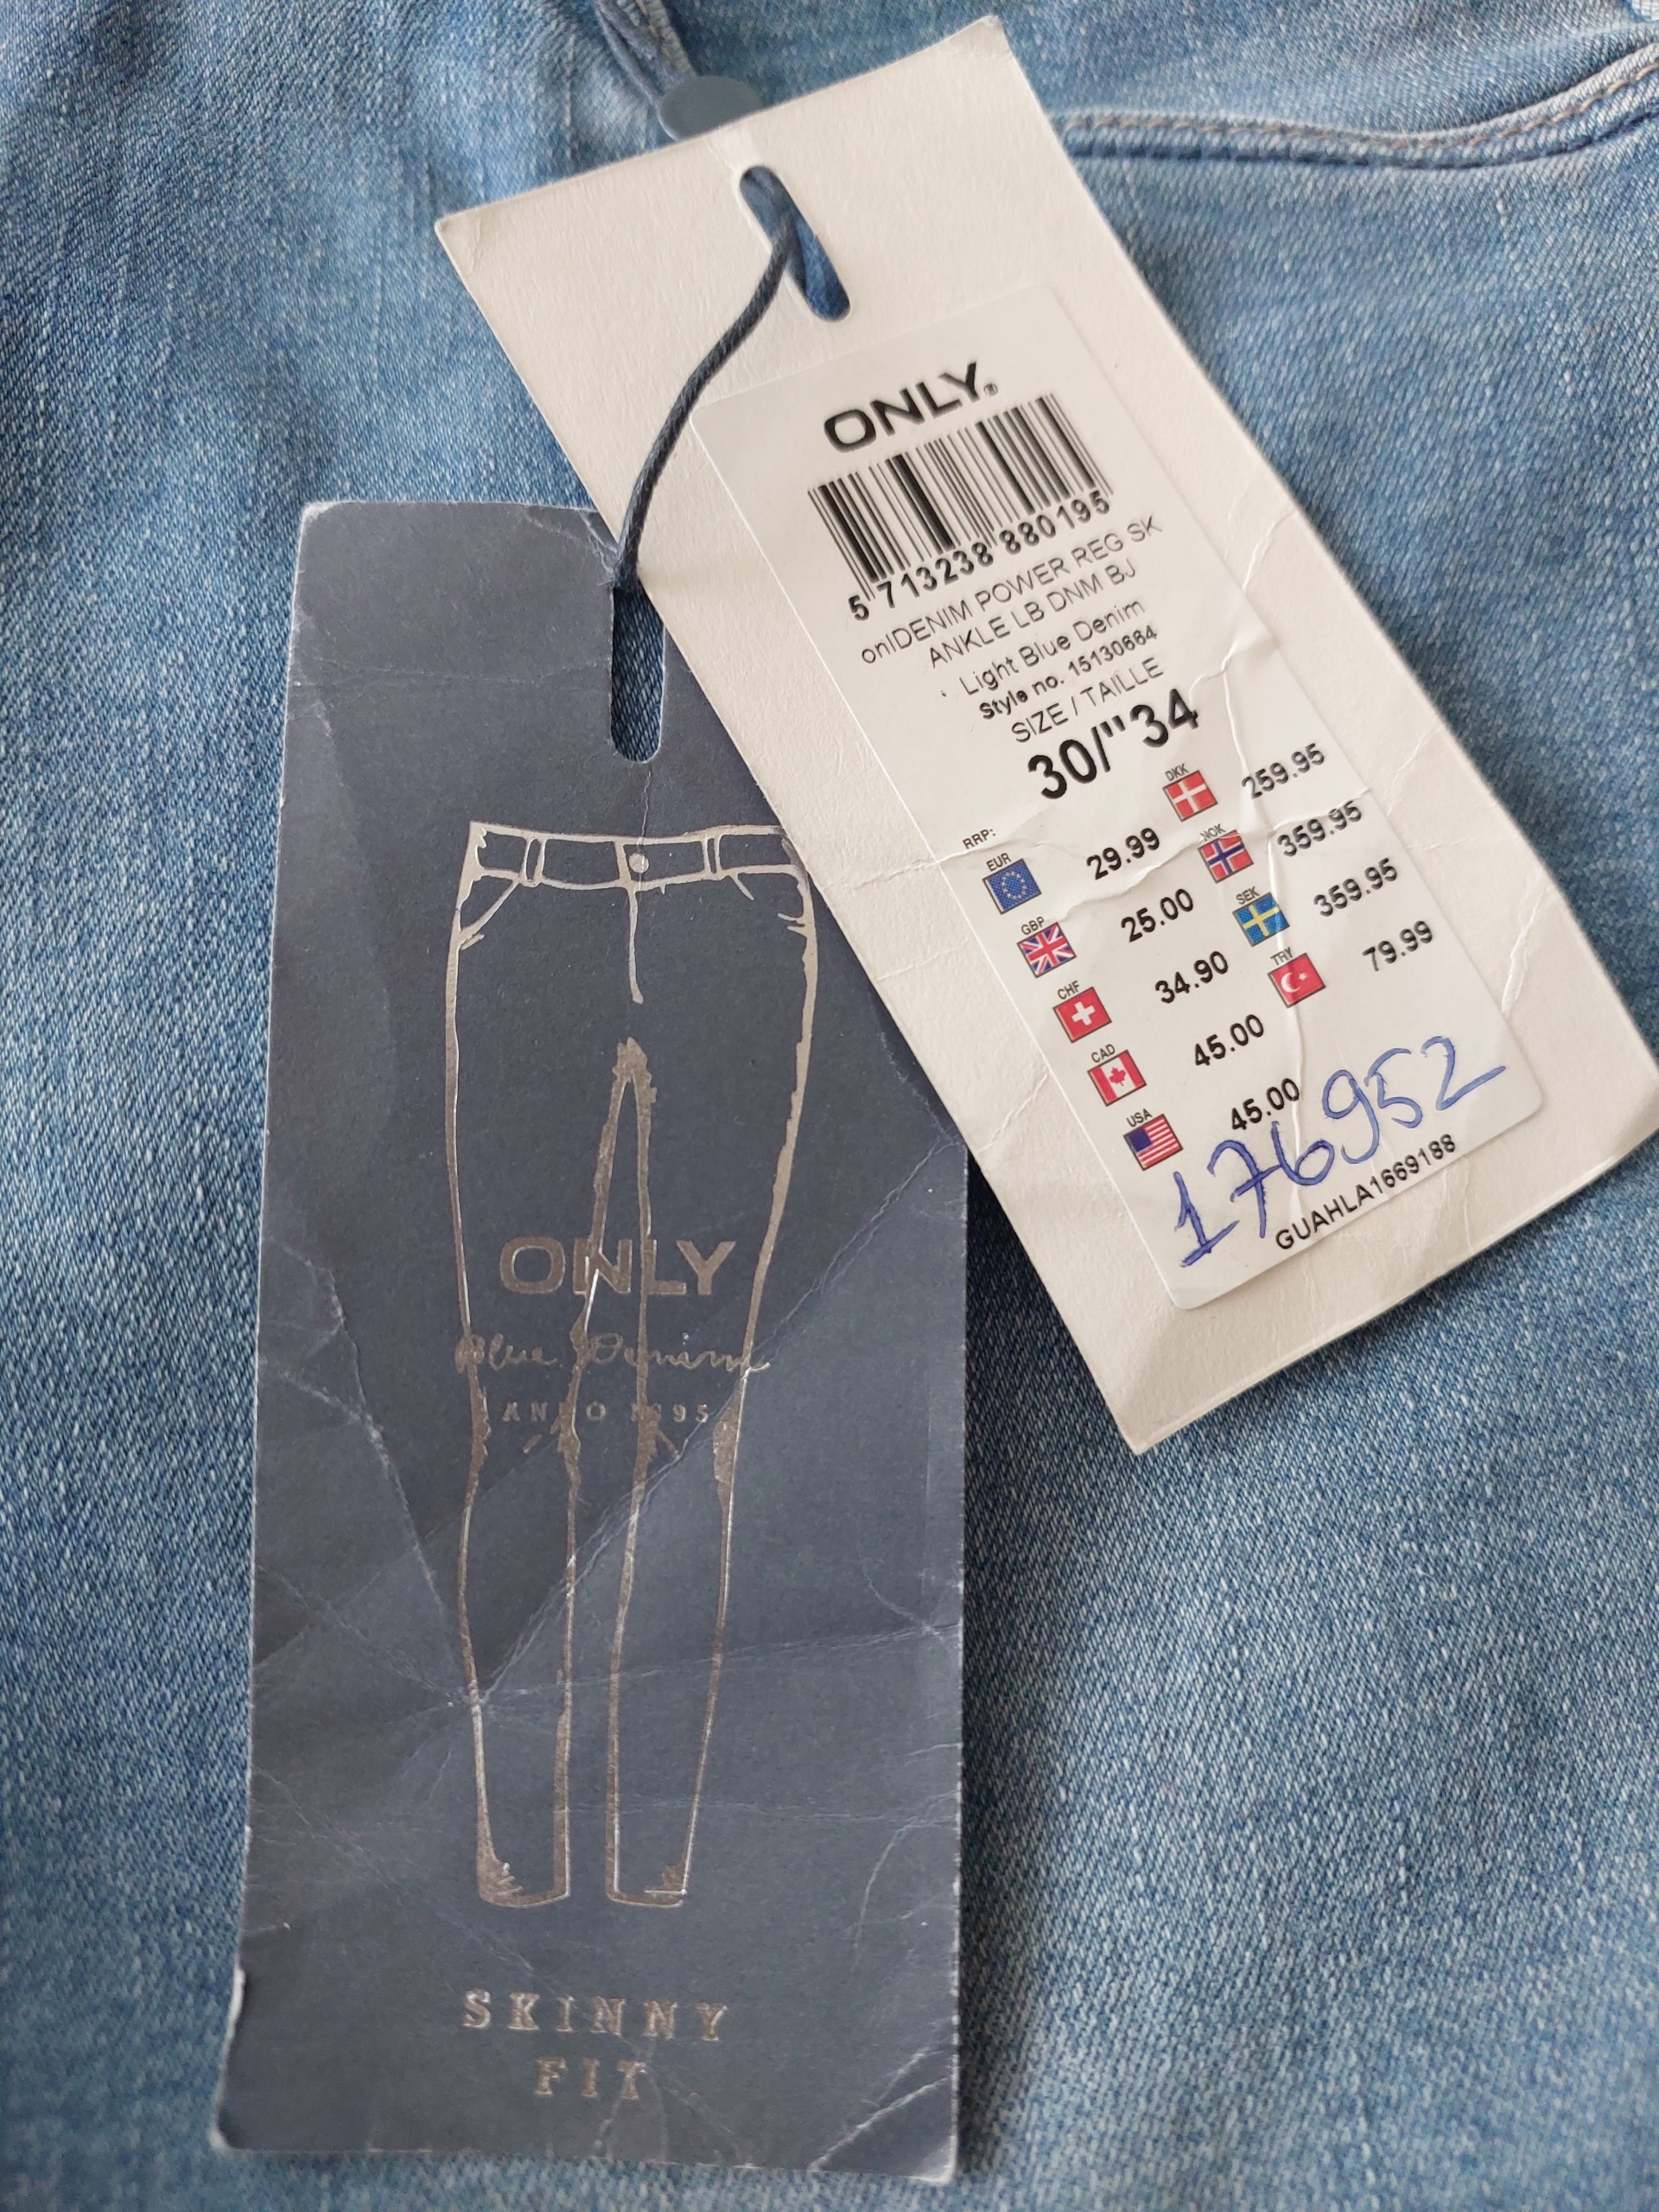 ONLY®
5 713238 880195
onlDENIM POWER REG SK
ANKLE LB DNM BJ
Light Blue Denim
Style no. 15130664
SIZE / TAILLE
30/"34
RRP:
EUR 29.99 DKK 259.95
GBP 25.00 NOK 359.95
CHF 34.90 SEK 359.95
CAD 45.00 TRY 79.99
USA 45.00
176952
GUAHLA1669188
ONLY
Blue Denim
ANNO 1995
SKINNY
FIT